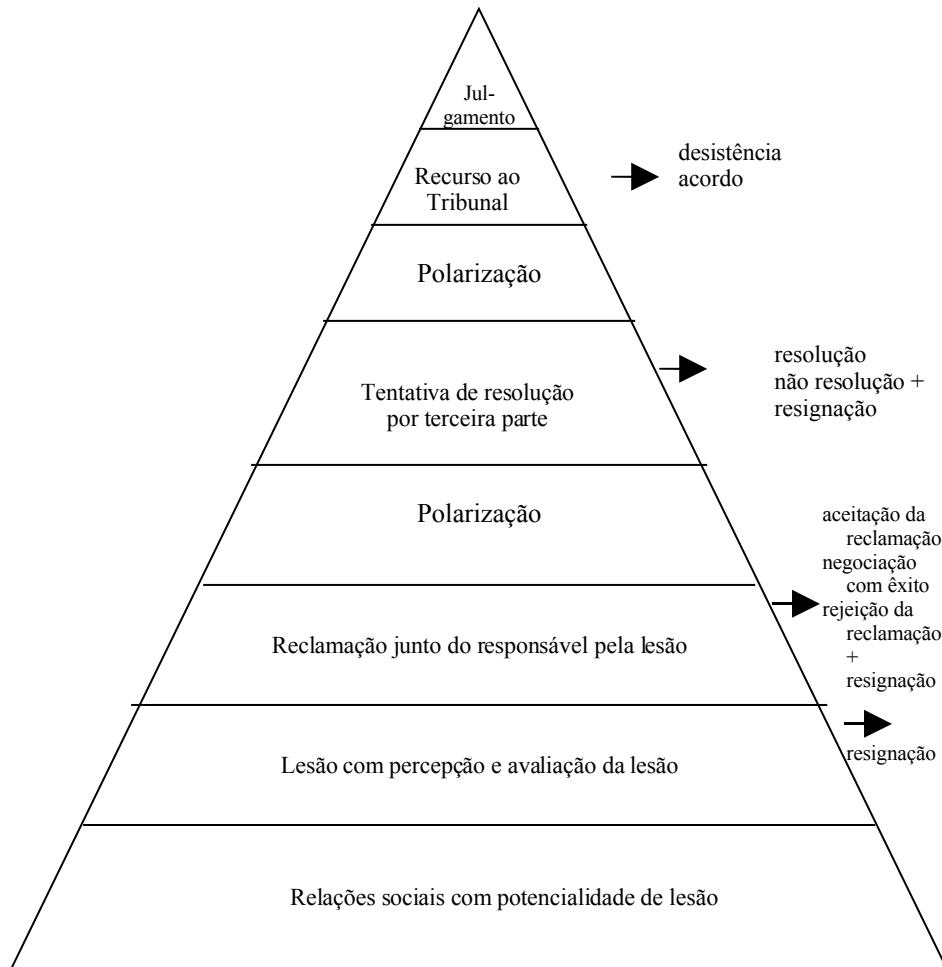 Jul-
gamento
desistência
acordo
Recurso ao
Tribunal
Polarização
resolução
não resolução +
resignação
Tentativa de resolução
por terceira parte
Polarização
aceitação da
reclamação
negociação
com êxito
rejeição da
reclamação
+
resignação
Reclamação junto do responsável pela lesão
resignação
Lesão com percepção e avaliação da lesão
Relações sociais com potencialidade de lesão